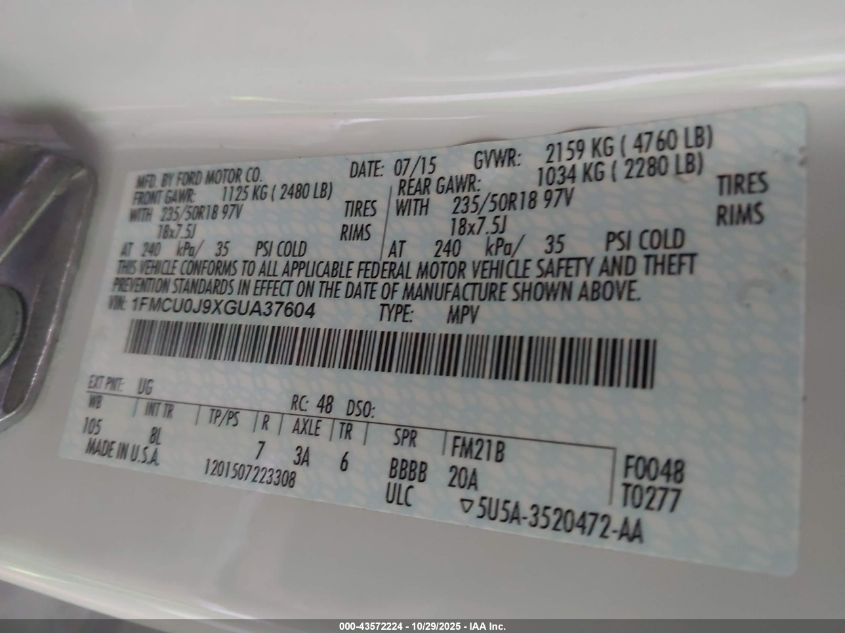 MFD. BY FORD MOTOR CO.
DATE: 07/15 GVWR: 2159 KG ( 4760 LB)
FRONT GAWR: 1125 KG ( 2480 LB) REAR GAWR: 1034 KG ( 2280 LB)
WITH 235/50R18 97V TIRES WITH 235/50R18 97V TIRES
18x7.5J RIMS 18x7.5J RIMS
AT 240 kPa/ 35 PSI COLD AT 240 kPa/ 35 PSI COLD
THIS VEHICLE CONFORMS TO ALL APPLICABLE FEDERAL MOTOR VEHICLE SAFETY AND THEFT
PREVENTION STANDARDS IN EFFECT ON THE DATE OF MANUFACTURE SHOWN ABOVE.
VIN: 1FMCU0J9XGUA37604 TYPE: MPV
EXT PNT: UG RC: 48 DSO:
WB INT TR TP/PS R AXLE TR SPR FM21B F0048
105 8L 7 3A 6 BBBB 20A T0277
MADE IN U.S.A. 1201507223308 ULC ▽5U5A-3520472-AA
000-43572224 - 10/29/2025 - IAA Inc.